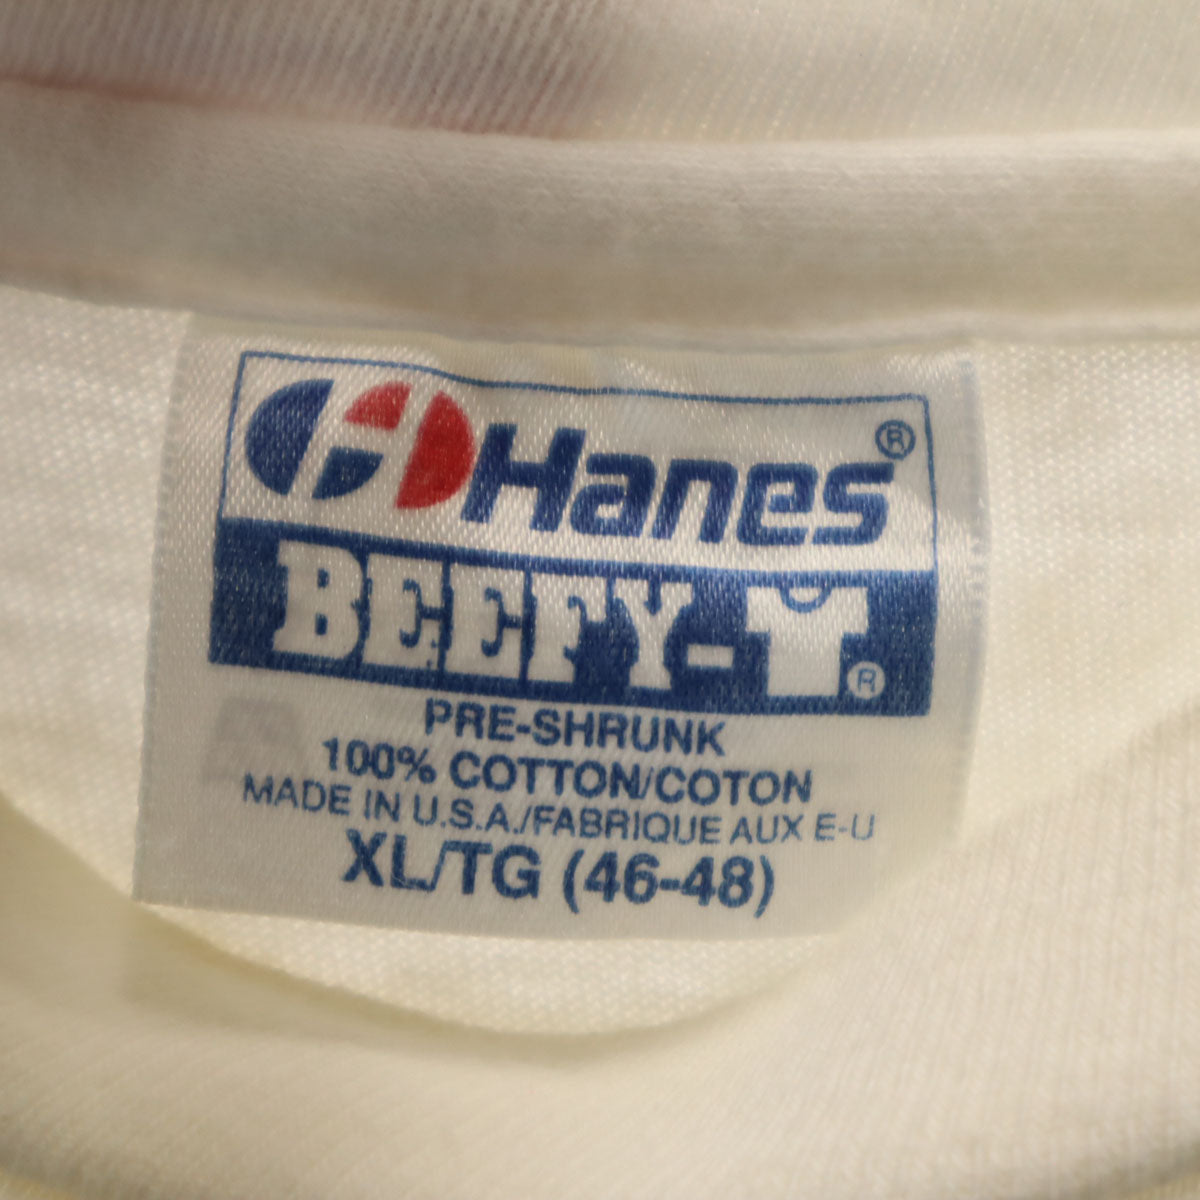 Hanes®
BEEFY-T®
PRE-SHRUNK
100% COTTON/COTON
MADE IN U.S.A./FABRIQUE AUX E-U
XL/TG (46-48)